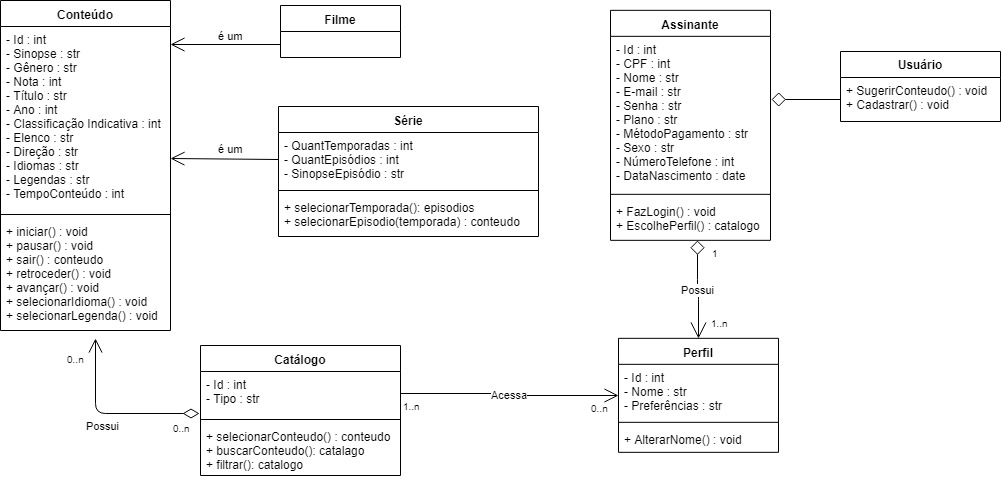 Conteúdo
- Id : int
- Sinopse : str
- Gênero : str
- Nota : int
- Título : str
- Ano : int
- Classificação Indicativa : int
- Elenco : str
- Direção : str
- Idiomas : str
- Legendas : str
- TempoConteúdo : int
+ iniciar() : void
+ pausar() : void
+ sair() : conteudo
+ retroceder() : void
+ avançar() : void
+ selecionarIdioma() : void
+ selecionarLegenda() : void
é um
Filme
é um
Série
- QuantTemporadas : int
- QuantEpisódios : int
- SinopseEpisódio : str
+ selecionarTemporada(): episodios
+ selecionarEpisodio(temporada) : conteudo
Assinante
- Id : int
- CPF : int
- Nome : str
- E-mail : str
- Senha : str
- Plano : str
- MétodoPagamento : str
- Sexo : str
- NúmeroTelefone : int
- DataNascimento : date
+ FazLogin() : void
+ EscolhePerfil() : catalogo
Usuário
+ SugerirConteudo() : void
+ Cadastrar() : void
1
Possui
1..n
0..n
Possui
0..n
Catálogo
- Id : int
- Tipo : str
+ selecionarConteudo() : conteudo
+ buscarConteudo(): catalago
+ filtrar(): catalogo
1..n
Acessa
0..n
Perfil
- Id : int
- Nome : str
- Preferências : str
+ AlterarNome() : void